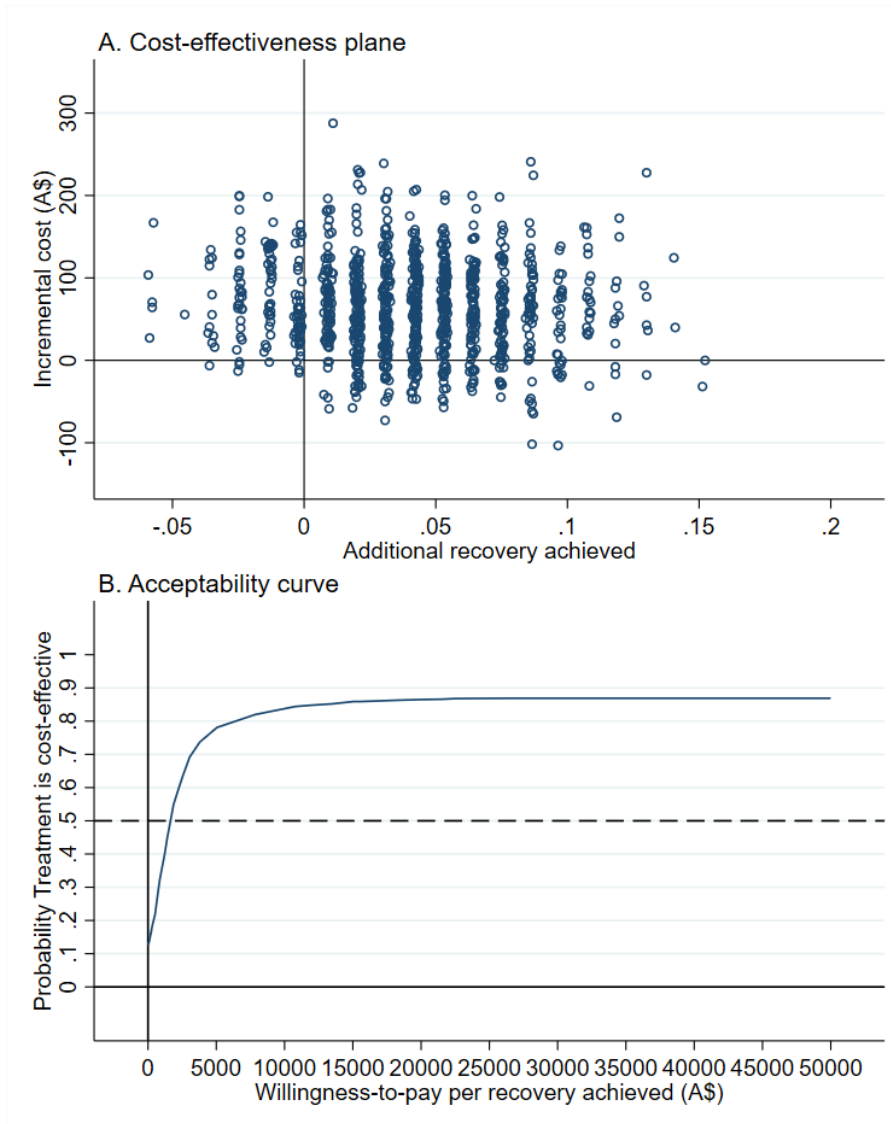 A. Cost-effectiveness plane
Incremental cost (A$)
300
200
100
0
-100
-.05 0 .05 .1 .15 .2
Additional recovery achieved
B. Acceptability curve
Probability Treatment is cost-effective
1
.9
.8
.7
.6
.5
.4
.3
.2
.1
0
0 5000 10000 15000 20000 25000 30000 35000 40000 45000 50000
Willingness-to-pay per recovery achieved (A$)